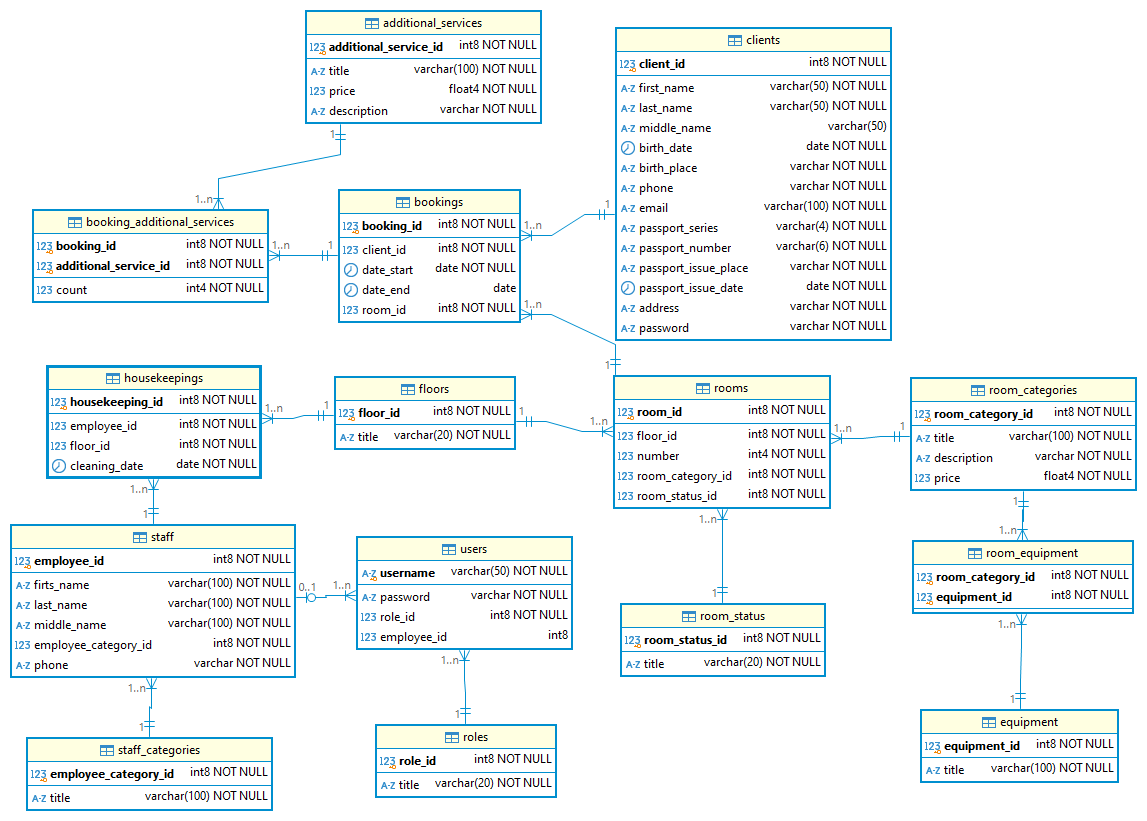 additional_services
123 additional_service_id int8 NOT NULL
A-Z title varchar(100) NOT NULL
123 price float4 NOT NULL
A-Z description varchar NOT NULL
1
1..n
clients
123 client_id int8 NOT NULL
A-Z first_name varchar(50) NOT NULL
A-Z last_name varchar(50) NOT NULL
A-Z middle_name varchar(50)
birth_date date NOT NULL
A-Z birth_place varchar NOT NULL
A-Z phone varchar NOT NULL
A-Z email varchar(100) NOT NULL
A-Z passport_series varchar(4) NOT NULL
A-Z passport_number varchar(6) NOT NULL
A-Z passport_issue_place varchar NOT NULL
passport_issue_date date NOT NULL
A-Z address varchar NOT NULL
A-Z password varchar NOT NULL
booking_additional_services
123 booking_id int8 NOT NULL
123 additional_service_id int8 NOT NULL
123 count int4 NOT NULL
1..n
1
bookings
123 booking_id int8 NOT NULL
123 client_id int8 NOT NULL
date_start date NOT NULL
date_end date
123 room_id int8 NOT NULL
1..n
1
1..n
1
housekeepings
123 housekeeping_id int8 NOT NULL
123 employee_id int8 NOT NULL
123 floor_id int8 NOT NULL
cleaning_date date NOT NULL
1..n
1
floors
123 floor_id int8 NOT NULL
A-Z title varchar(20) NOT NULL
1
1..n
rooms
123 room_id int8 NOT NULL
123 floor_id int8 NOT NULL
123 number int4 NOT NULL
123 room_category_id int8 NOT NULL
123 room_status_id int8 NOT NULL
1..n
1
room_categories
123 room_category_id int8 NOT NULL
A-Z title varchar(100) NOT NULL
A-Z description varchar NOT NULL
123 price float4 NOT NULL
1..n
1
1..n
1
1
1..n
staff
123 employee_id int8 NOT NULL
A-Z firts_name varchar(100) NOT NULL
A-Z last_name varchar(100) NOT NULL
A-Z middle_name varchar(100) NOT NULL
123 employee_category_id int8 NOT NULL
A-Z phone varchar NOT NULL
0..1
1..n
users
A-Z username varchar(50) NOT NULL
A-Z password varchar NOT NULL
123 role_id int8 NOT NULL
123 employee_id int8
room_equipment
123 room_category_id int8 NOT NULL
123 equipment_id int8 NOT NULL
room_status
123 room_status_id int8 NOT NULL
A-Z title varchar(20) NOT NULL
1..n
1
1..n
1
1..n
1
staff_categories
123 employee_category_id int8 NOT NULL
A-Z title varchar(100) NOT NULL
roles
123 role_id int8 NOT NULL
A-Z title varchar(20) NOT NULL
equipment
123 equipment_id int8 NOT NULL
A-Z title varchar(100) NOT NULL